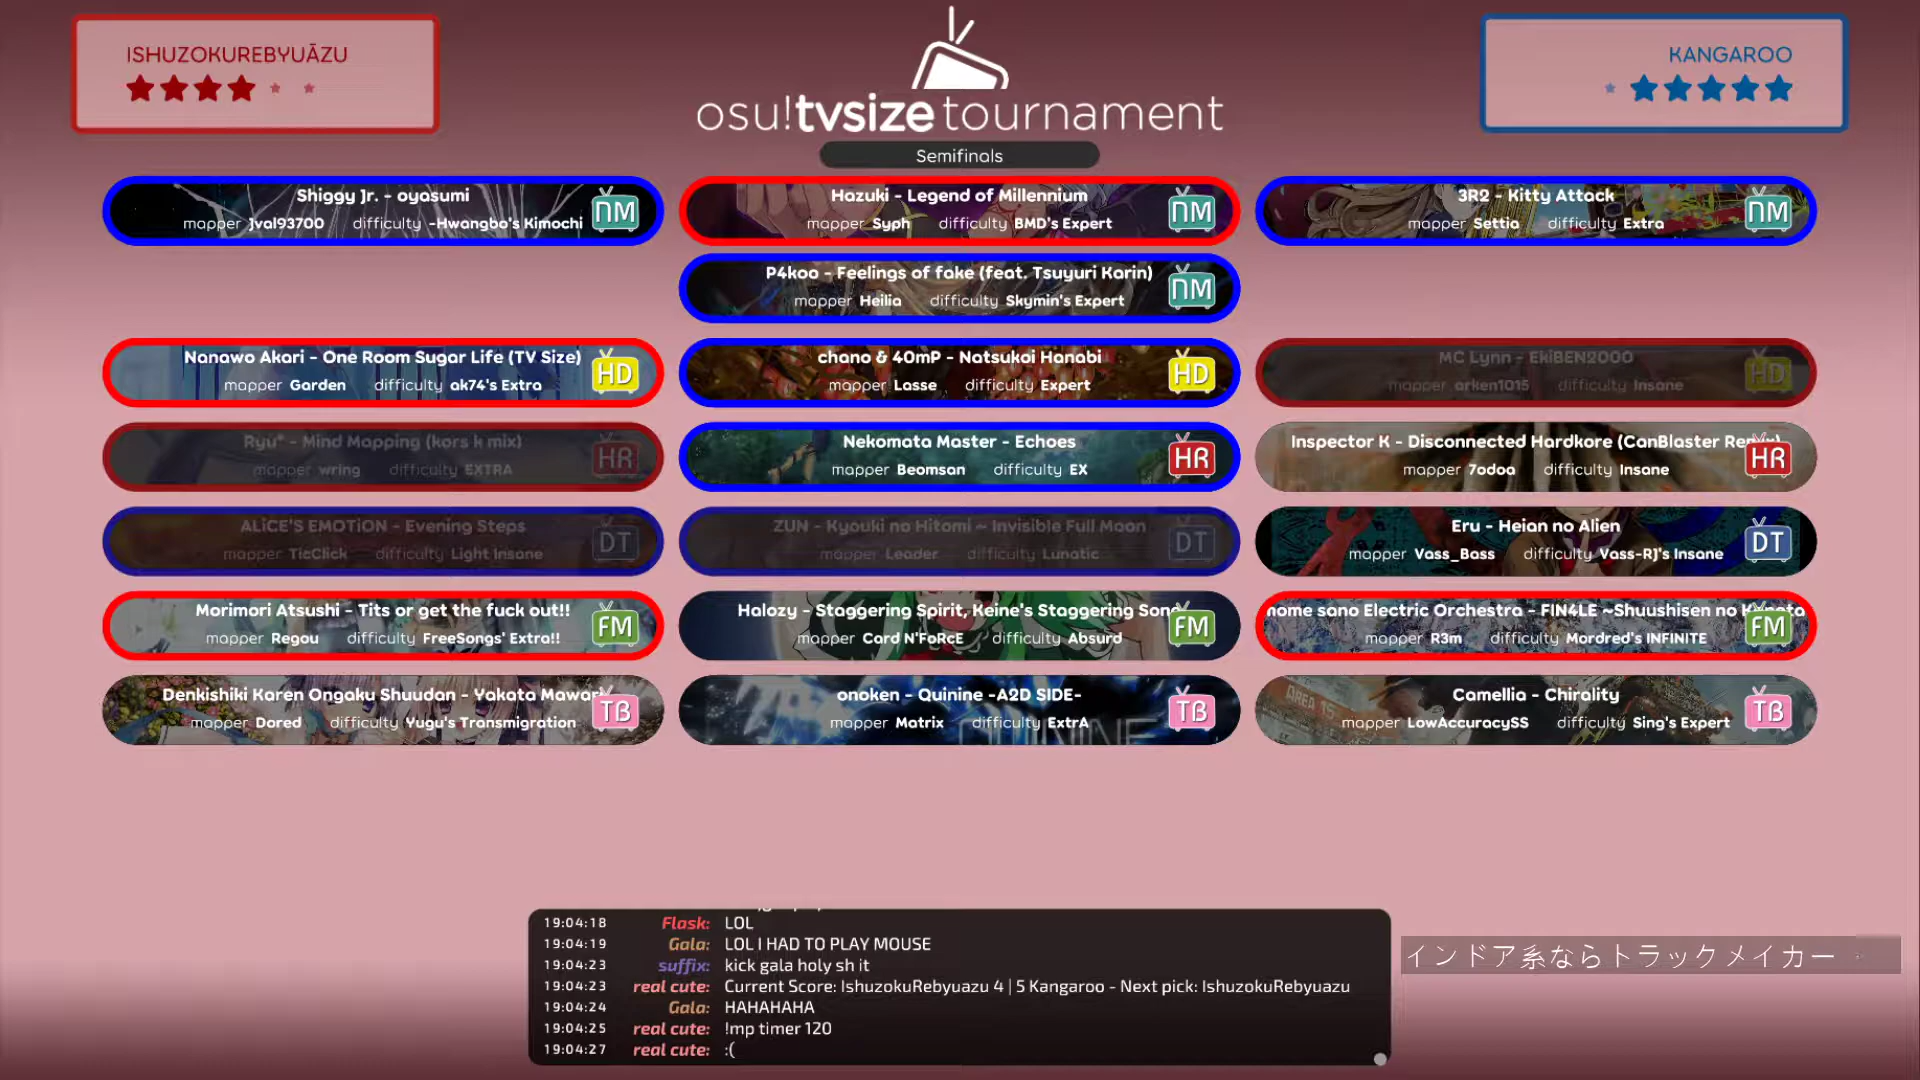 ISHUZOKUREBYUĀZU
KANGAROO
osu!tvsize tournament
Semifinals
Shiggy Jr. - oyasumi
mapper Jval93700 difficulty -Hwangbo's Kimochi
NM
Hazuki - Legend of Millennium
mapper Syph difficulty BMD's Expert
NM
3R2 - Kitty Attack
mapper Settia difficulty Extra
NM
P4koo - Feelings of fake (feat. Tsuyuri Karin)
mapper Heilia difficulty Skymin's Expert
NM
Nanawo Akari - One Room Sugar Life (TV Size)
mapper Garden difficulty ak74's Extra
HD
chano & 40mP - Natsukoi Hanabi
mapper Lasse difficulty Expert
HD
MC Lynn - EkiBEN2000
mapper arken1015 difficulty Insane
HD
Ryu* - Mind Mapping (kors k mix)
mapper wring difficulty EXTRA
HR
Nekomata Master - Echoes
mapper Beomsan difficulty EX
HR
Inspector K - Disconnected Hardkore (CanBlaster Remix)
mapper 7odoa difficulty Insane
HR
ALiCE'S EMOTiON - Evening Steps
mapper TicClick difficulty Light Insane
DT
ZUN - Kyouki no Hitomi ~ Invisible Full Moon
mapper Leader difficulty Lunatic
DT
Eru - Heian no Alien
mapper Vass_Bass difficulty Vass-RJ's Insane
DT
Morimori Atsushi - Tits or get the fuck out!!
mapper Regou difficulty FreeSongs' Extra!!
FM
Halozy - Staggering Spirit, Keine's Staggering Song
mapper Card N'FoRcE difficulty Absurd
FM
nome sano Electric Orchestra - FIN4LE ~Shuushisen no Kanata
mapper R3m difficulty Mordred's INFINITE
FM
Denkishiki Karen Ongaku Shuudan - Yakata Mawari
mapper Dored difficulty Yugu's Transmigration
TB
onoken - Quinine -A2D SIDE-
mapper Matrix difficulty ExtrA
TB
Camellia - Chirality
mapper LowAccuracySS difficulty Sing's Expert
TB
19:04:18 Flask: LOL
19:04:19 Gala: LOL I HAD TO PLAY MOUSE
19:04:23 suffix: kick gala holy sh it
19:04:23 real cute: Current Score: IshuzokuRebyuazu 4 | 5 Kangaroo - Next pick: IshuzokuRebyuazu
19:04:24 Gala: HAHAHAHA
19:04:25 real cute: !mp timer 120
19:04:27 real cute: :(
インドア系ならトラックメイカー